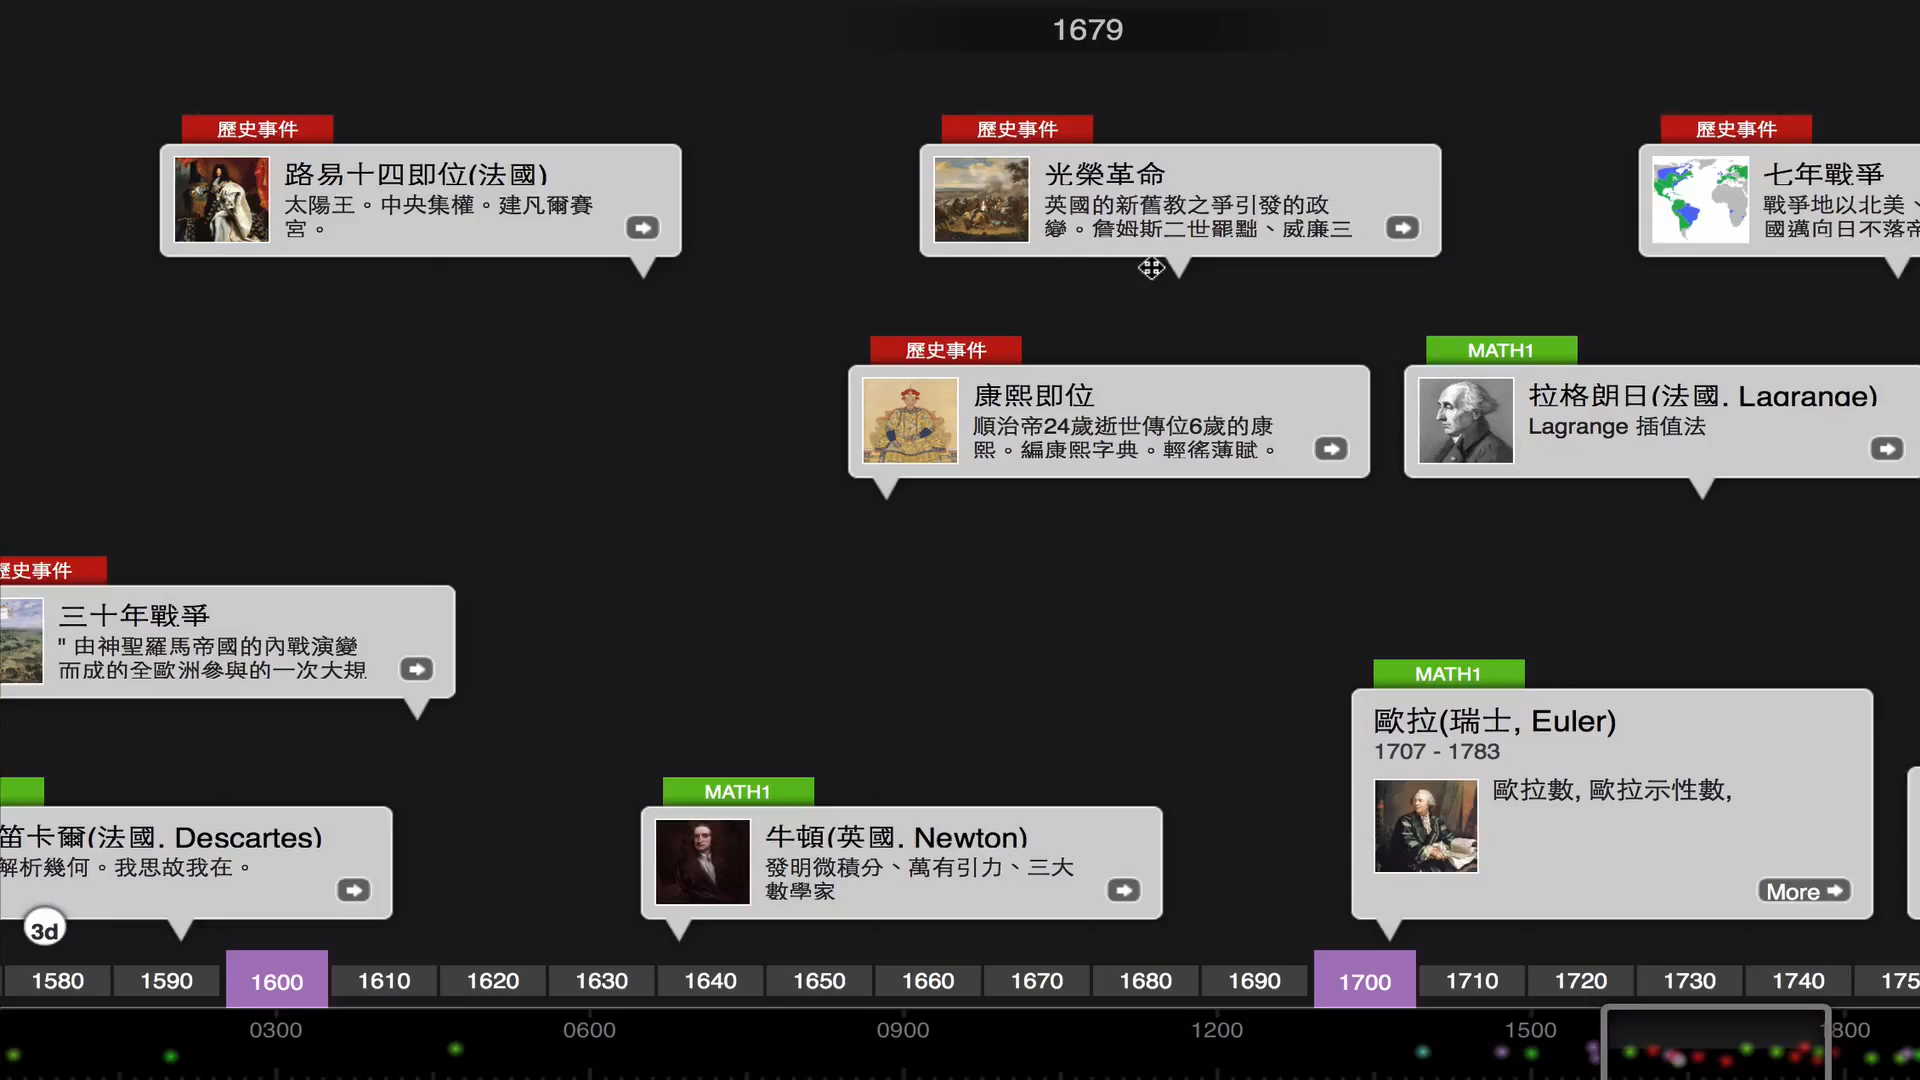 1679
歷史事件
路易十四即位(法國)
太陽王。中央集權。建凡爾賽
宮。
歷史事件
光榮革命
英國的新舊教之爭引發的政
變。詹姆斯二世罷黜、威廉三
歷史事件
七年戰爭
戰爭地以北美、
國邁向日不落帝
歷史事件
康熙即位
順治帝24歲逝世傳位6歲的康
熙。編康熙字典。輕徭薄賦。
MATH1
拉格朗日(法國, Lagrange)
Lagrange 插值法
歷史事件
三十年戰爭
" 由神聖羅馬帝國的內戰演變
而成的全歐洲參與的一次大規
笛卡爾(法國, Descartes)
解析幾何。我思故我在。
MATH1
牛頓(英國, Newton)
發明微積分、萬有引力、三大
數學家
MATH1
歐拉(瑞士, Euler)
1707 - 1783
歐拉數, 歐拉示性數,
More
3d
1580 1590 1600 1610 1620 1630 1640 1650 1660 1670 1680 1690 1700 1710 1720 1730 1740 175
0300 0600 0900 1200 1500 1800